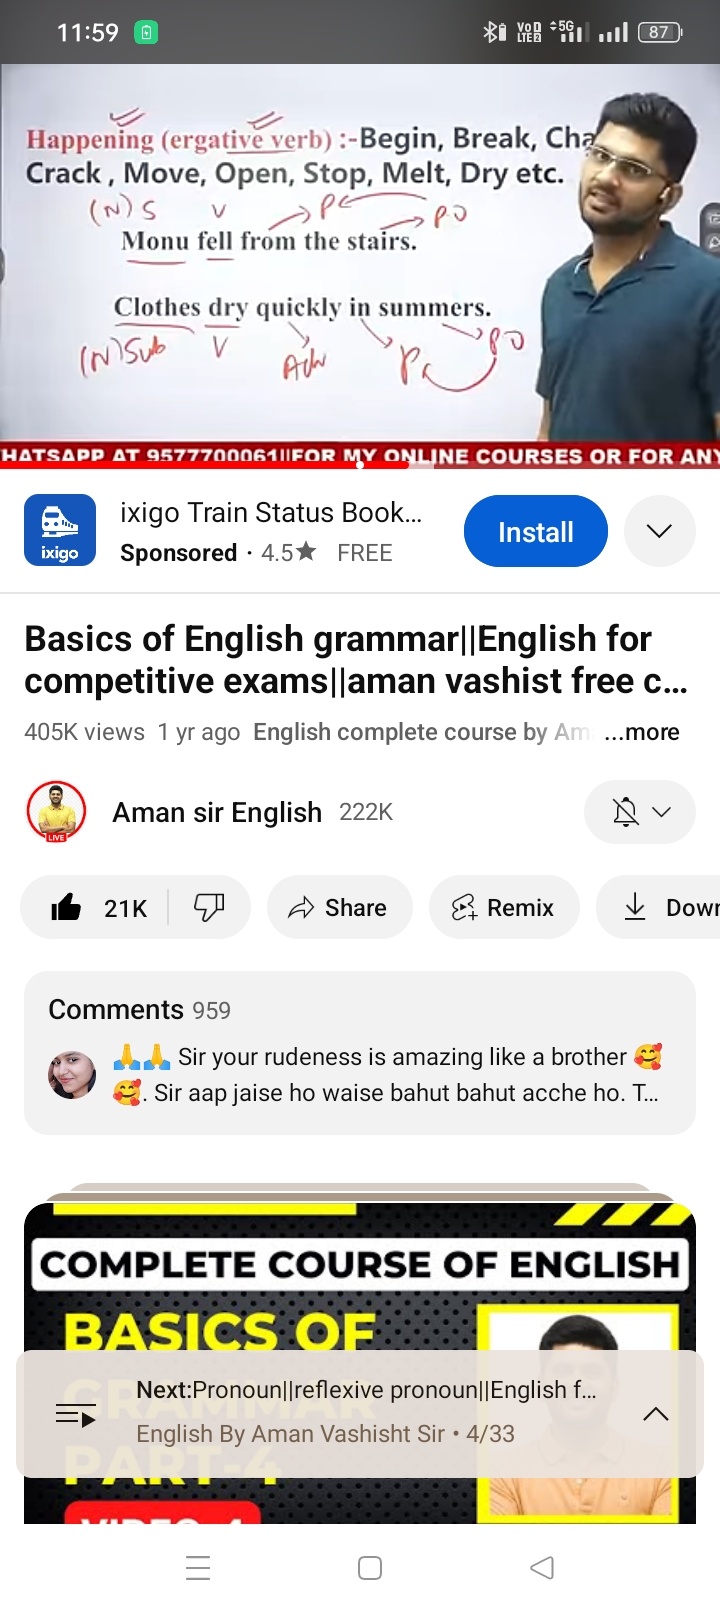 11:59
VoD LTE2 5G 87
Happening (ergative verb) :-Begin, Break, Cha
Crack , Move, Open, Stop, Melt, Dry etc.
(N) S V P PO
Monu fell from the stairs.
Clothes dry quickly in summers.
(N) Sub V Adv P PO
HATSAPP AT 9577700061||FOR MY ONLINE COURSES OR FOR ANY
ixigo
ixigo Train Status Book...
Sponsored · 4.5★ FREE
Install
Basics of English grammar||English for
competitive exams||aman vashist free c...
405K views 1 yr ago English complete course by Am ...more
LIVE
Aman sir English 222K
21K Share Remix Down
Comments 959
🙏🙏 Sir your rudeness is amazing like a brother 🥰
🥰. Sir aap jaise ho waise bahut bahut acche ho. T...
COMPLETE COURSE OF ENGLISH
BASICS OF
GRAMMAR
PART-4
VIDEO-4
Next:Pronoun||reflexive pronoun||English f...
English By Aman Vashisht Sir • 4/33